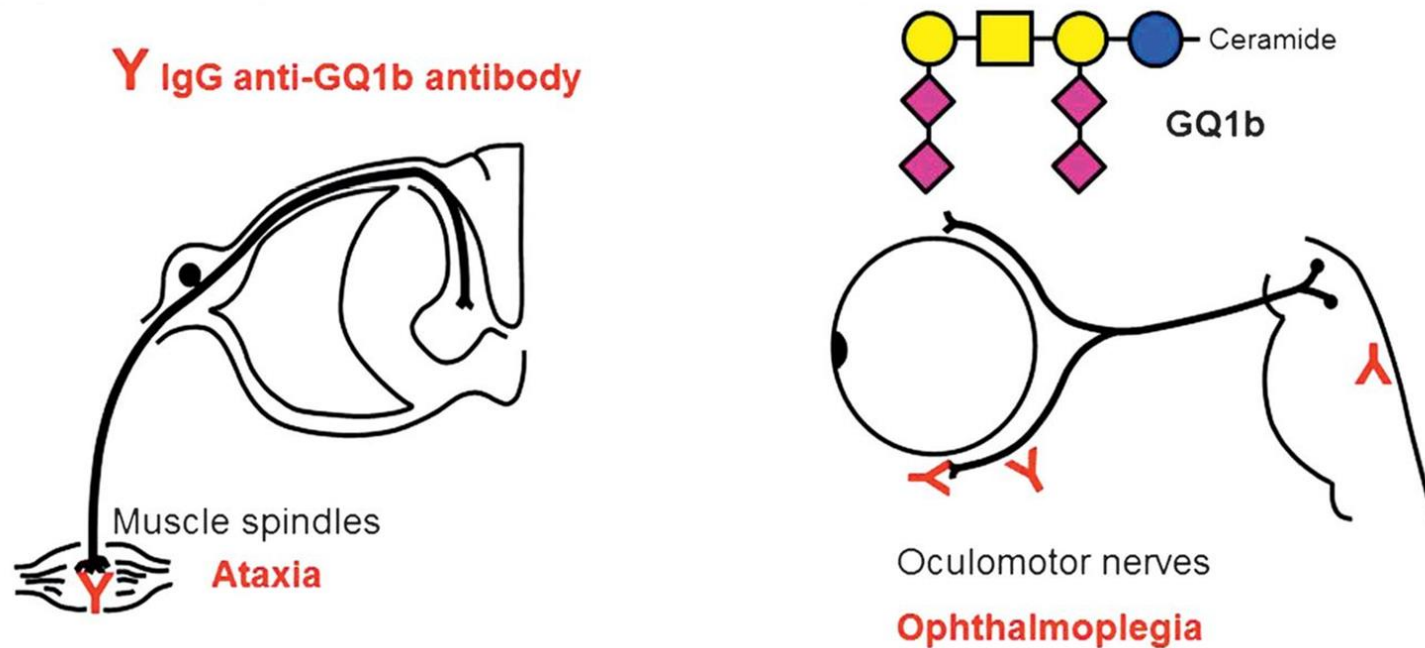 Y IgG anti-GQ1b antibody
Ceramide
GQ1b
Muscle spindles
Ataxia
Oculomotor nerves
Ophthalmoplegia